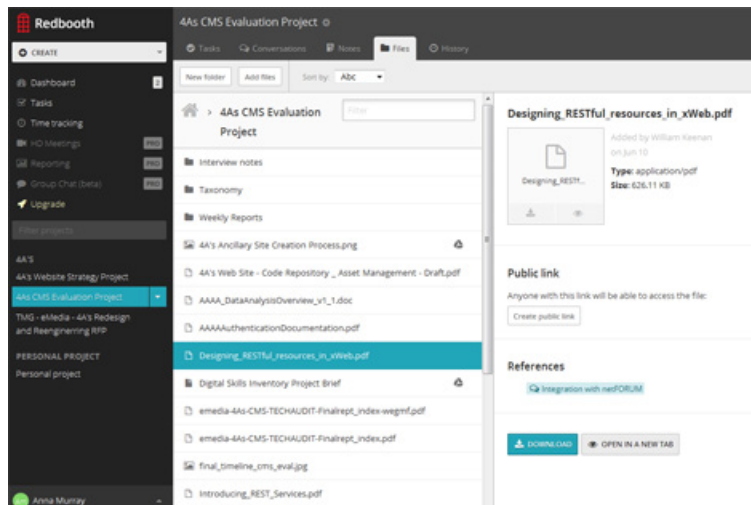 Redbooth
CREATE
Dashboard 2
Tasks
Time tracking
HD Meetings PRO
Reporting PRO
Group Chat (beta) PRO
Upgrade
Filter projects
4A'S
4A's Website Strategy Project
4As CMS Evaluation Project
TMG - eMedia - 4A's Redesign
and Reenginerring RFP
PERSONAL PROJECT
Personal project
Anna Murray
4As CMS Evaluation Project
Tasks Conversations Notes Files History
New folder Add files Sort by: Abc
4As CMS Evaluation
Project
Filter
Interview notes
Taxonomy
Weekly Reports
4A's Ancillary Site Creation Process.png
4A's Web Site - Code Repository _ Asset Management - Draft.pdf
AAAA_DataAnalysisOverview_v1_1.doc
AAAAAuthenticationDocumentation.pdf
Designing_RESTful_resources_in_xWeb.pdf
Digital Skills Inventory Project Brief
emedia-4As-CMS-TECHAUDIT-Finalrept_index-wegmf.pdf
emedia-4As-CMS-TECHAUDIT-Finalrept_index.pdf
final_timeline_cms_eval.jpg
Introducing_REST_Services.pdf
Designing_RESTful_resources_in_xWeb.pdf
Designing_RESTf...
Added by William Keenan
on Jun 10
Type: application/pdf
Size: 626.11 KB
Public link
Anyone with this link will be able to access the file:
Create public link
References
Integration with netFORUM
DOWNLOAD OPEN IN A NEW TAB